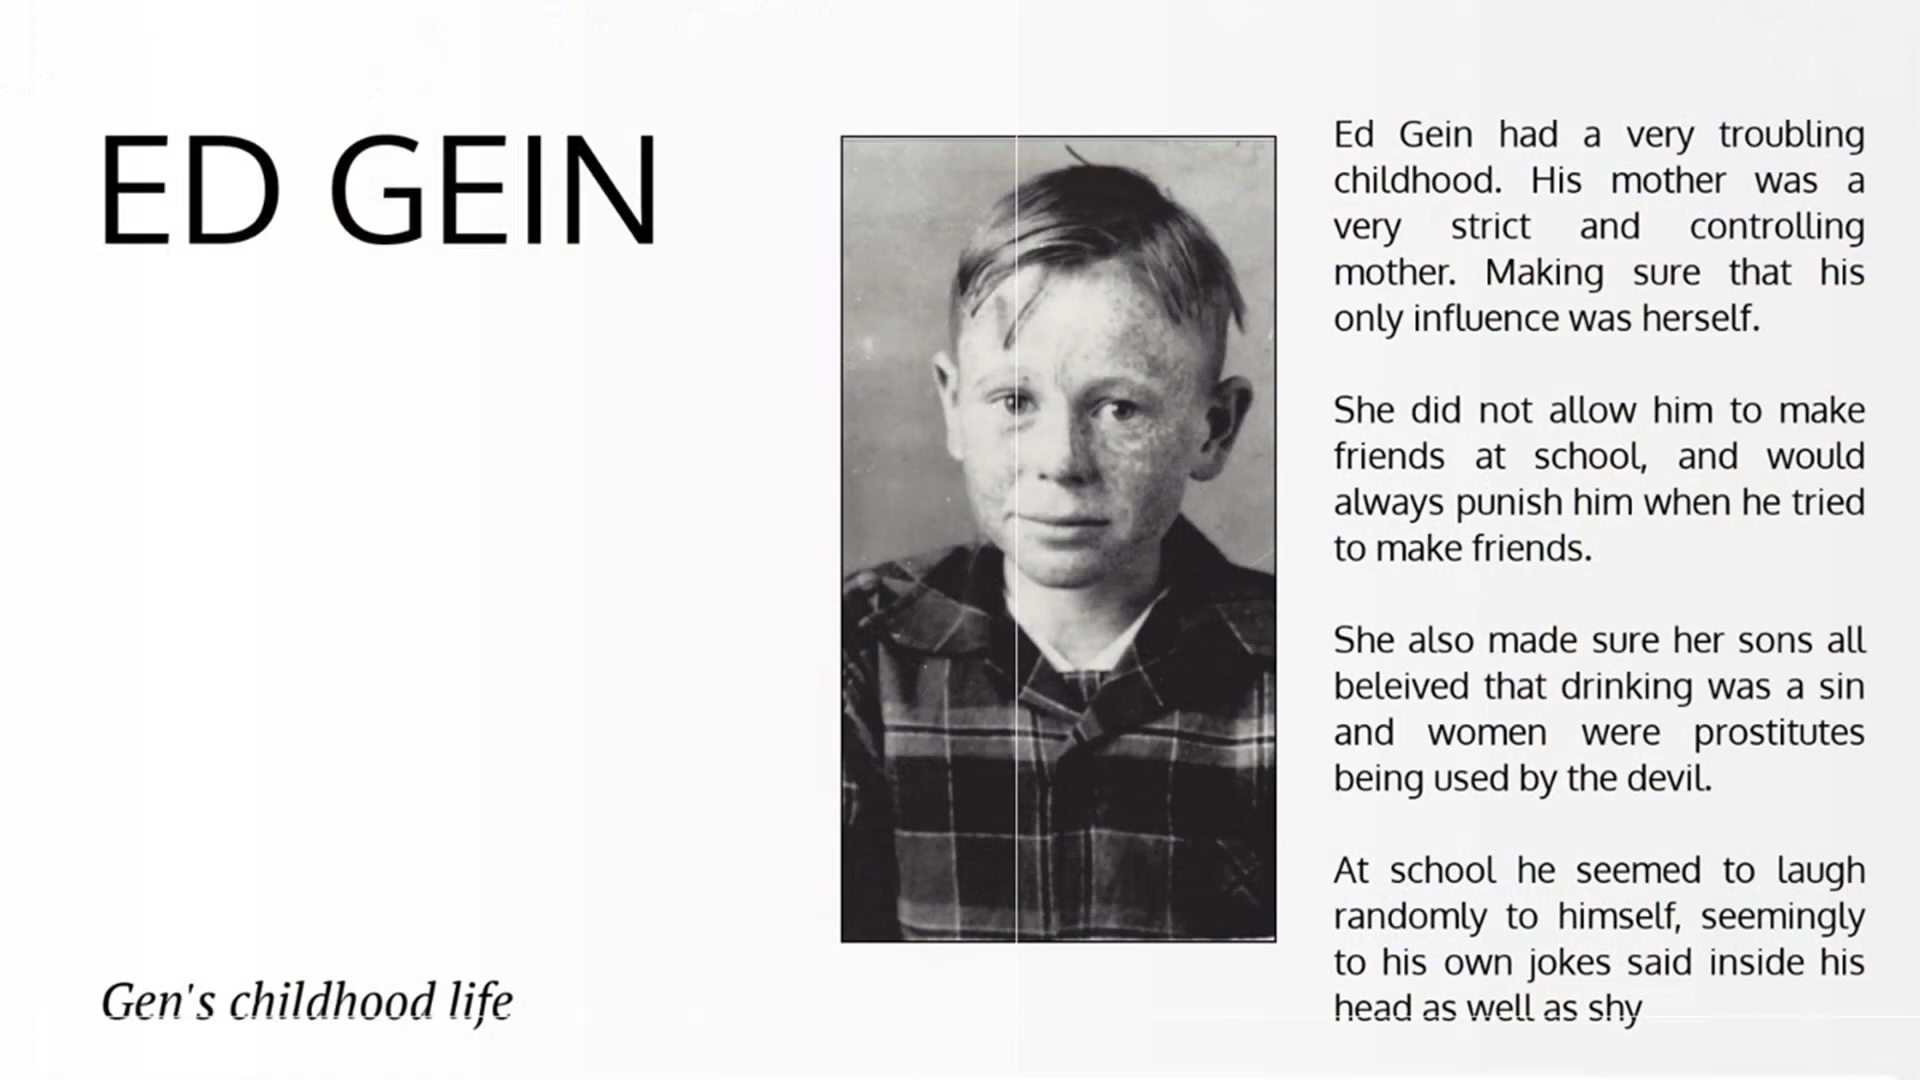 ED GEIN
Ed Gein had a very troubling
childhood. His mother was a
very strict and controlling
mother. Making sure that his
only influence was herself.
She did not allow him to make
friends at school, and would
always punish him when he tried
to make friends.
She also made sure her sons all
beleived that drinking was a sin
and women were prostitutes
being used by the devil.
At school he seemed to laugh
randomly to himself, seemingly
to his own jokes said inside his
head as well as shy
Gen's childhood life